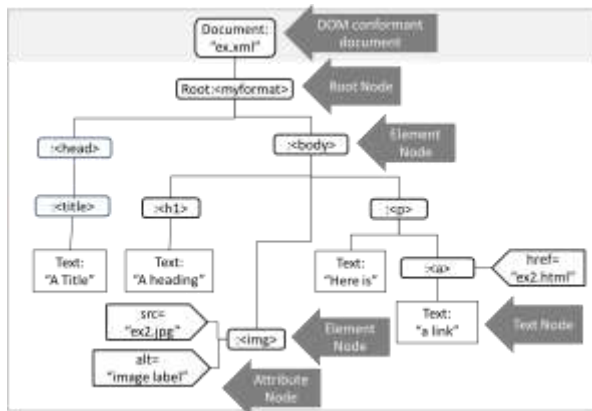 Document:
"ex.xml"
DOM conformant
document
Root:<myformat>
Root Node
:<head>
:<body>
Element
Node
:<title>
:<h1>
:<p>
Text:
"A Title"
Text:
"A heading"
Text:
"Here is"
:<a>
href=
"ex2.html"
src=
"ex2.jpg"
:<img>
Element
Node
Text:
"a link"
Text Node
alt=
"image label"
Attribute
Node